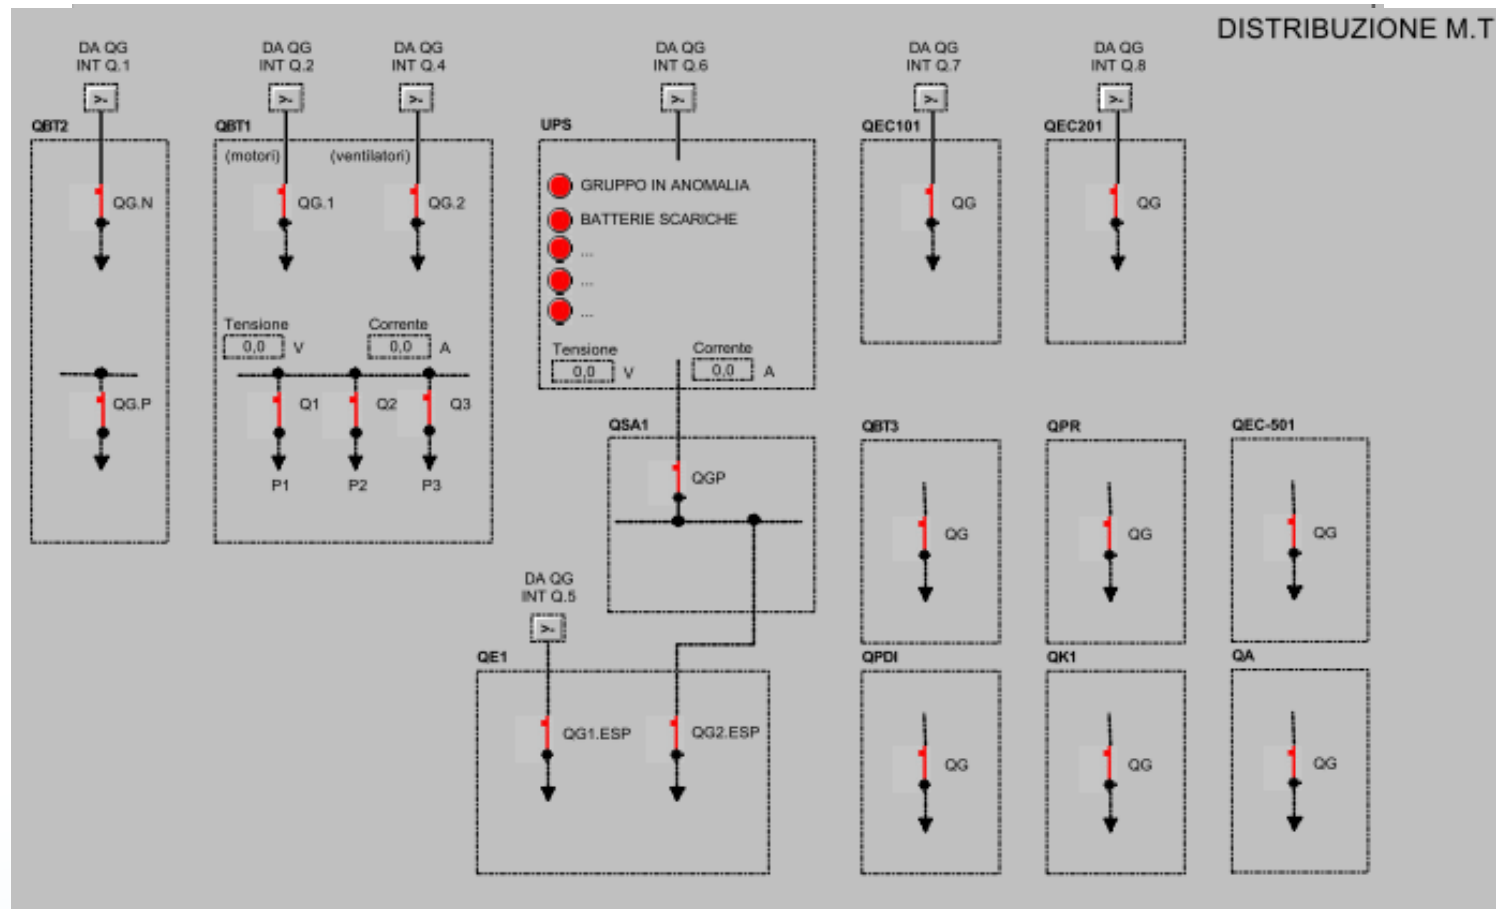 DISTRIBUZIONE M.T
DA QG
INT Q.1
DA QG
INT Q.2
DA QG
INT Q.4
DA QG
INT Q.6
DA QG
INT Q.7
DA QG
INT Q.8
>-
>-
>-
>-
>-
>-
QBT2
QG.N
QG.P
QBT1
(motori)
(ventilatori)
QG.1
QG.2
Tensione
0,0 V
Corrente
0,0 A
Q1
Q2
Q3
P1
P2
P3
UPS
GRUPPO IN ANOMALIA
BATTERIE SCARICHE
...
...
...
Tensione
0,0 V
Corrente
0,0 A
QEC101
QG
QEC201
QG
QSA1
QGP
QBT3
QG
QPR
QG
QEC-501
QG
DA QG
INT Q.5
>-
QE1
QG1.ESP
QG2.ESP
QPDI
QG
QK1
QG
QA
QG